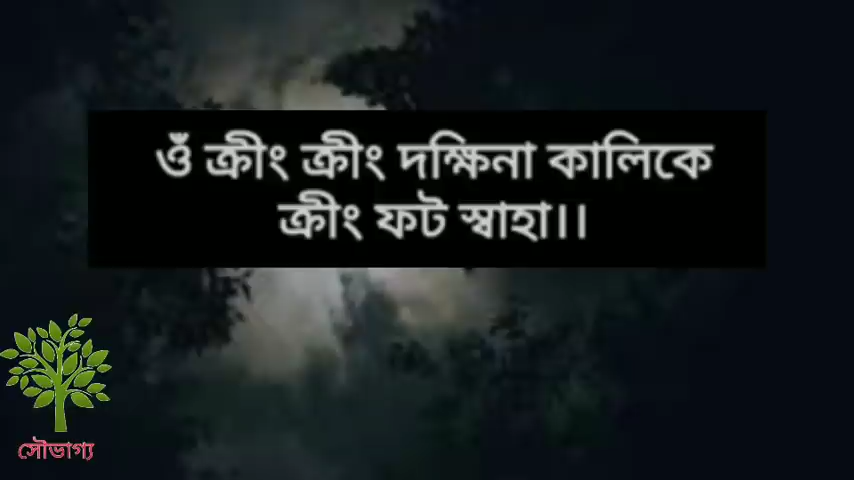 ওঁ ক্রীং ক্রীং দক্ষিনা কালিকে
ক্রীং ফট স্বাহা।।
সৌভাগ্য